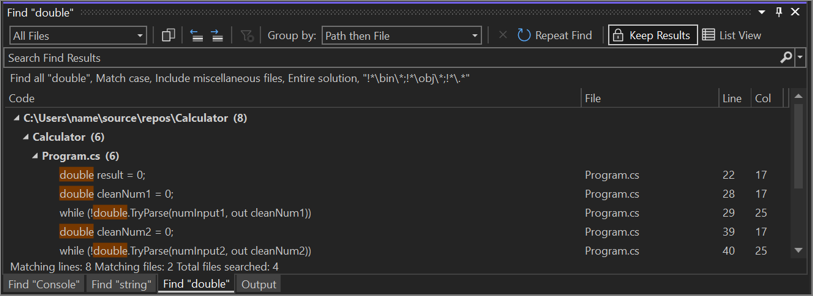 Find "double"
All Files Group by: Path then File Repeat Find Keep Results List View
Search Find Results
Find all "double", Match case, Include miscellaneous files, Entire solution, "!*\bin\*;!*\obj\*;!*\.*"
Code File Line Col
C:\Users\name\source\repos\Calculator (8)
Calculator (6)
Program.cs (6)
double result = 0; Program.cs 22 17
double cleanNum1 = 0; Program.cs 28 17
while (!double.TryParse(numInput1, out cleanNum1)) Program.cs 29 25
double cleanNum2 = 0; Program.cs 39 17
while (!double.TryParse(numInput2, out cleanNum2)) Program.cs 40 25
Matching lines: 8 Matching files: 2 Total files searched: 4
Find "Console" Find "string" Find "double" Output